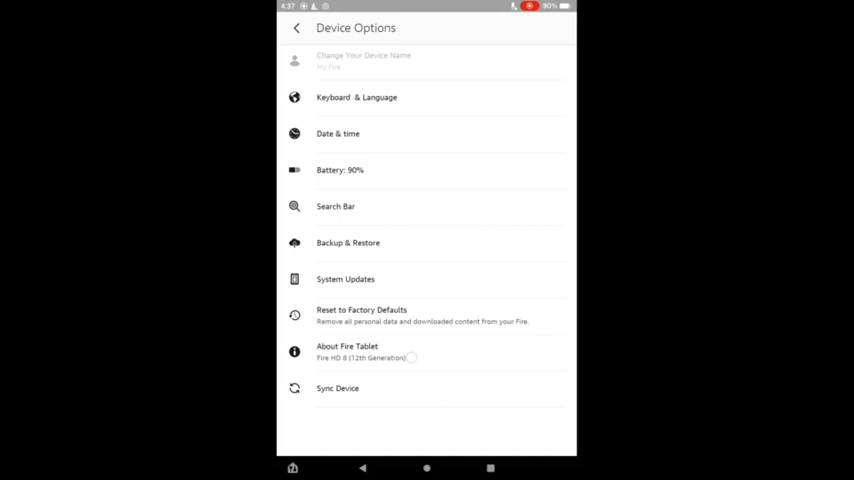 4:37
90%
Device Options
Change Your Device Name
My Fire
Keyboard & Language
Date & time
Battery: 90%
Search Bar
Backup & Restore
System Updates
Reset to Factory Defaults
Remove all personal data and downloaded content from your Fire.
About Fire Tablet
Fire HD 8 (12th Generation)
Sync Device